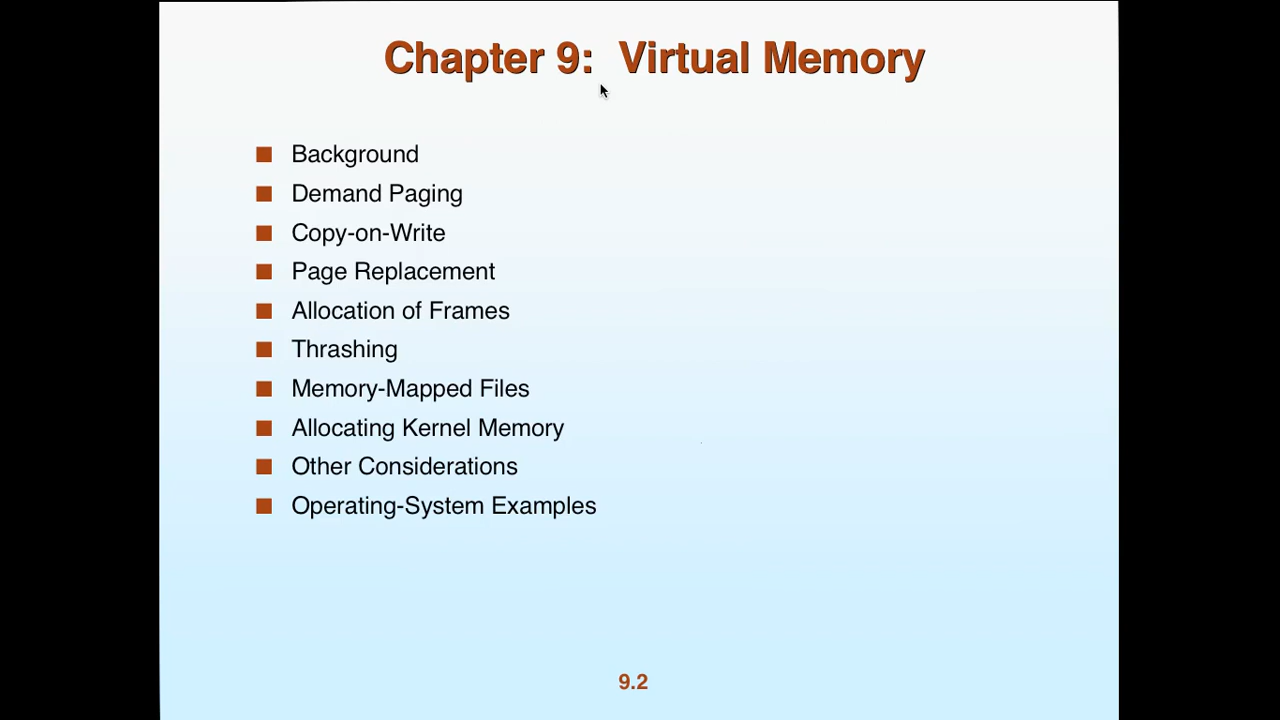 Chapter 9: Virtual Memory
Background
Demand Paging
Copy-on-Write
Page Replacement
Allocation of Frames
Thrashing
Memory-Mapped Files
Allocating Kernel Memory
Other Considerations
Operating-System Examples
9.2